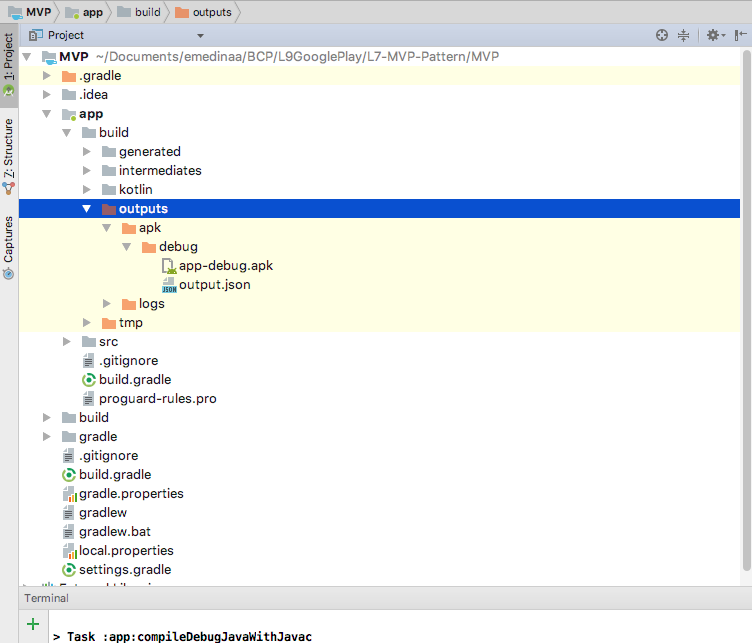 MVP app build outputs
Project
1: Project
Z: Structure
Captures
MVP ~/Documents/emedinaa/BCP/L9GooglePlay/L7-MVP-Pattern/MVP
.gradle
.idea
app
build
generated
intermediates
kotlin
outputs
apk
debug
app-debug.apk
JSON output.json
logs
tmp
src
.gitignore
build.gradle
proguard-rules.pro
build
gradle
.gitignore
build.gradle
gradle.properties
gradlew
gradlew.bat
local.properties
settings.gradle
Terminal
> Task :app:compileDebugJavaWithJavac